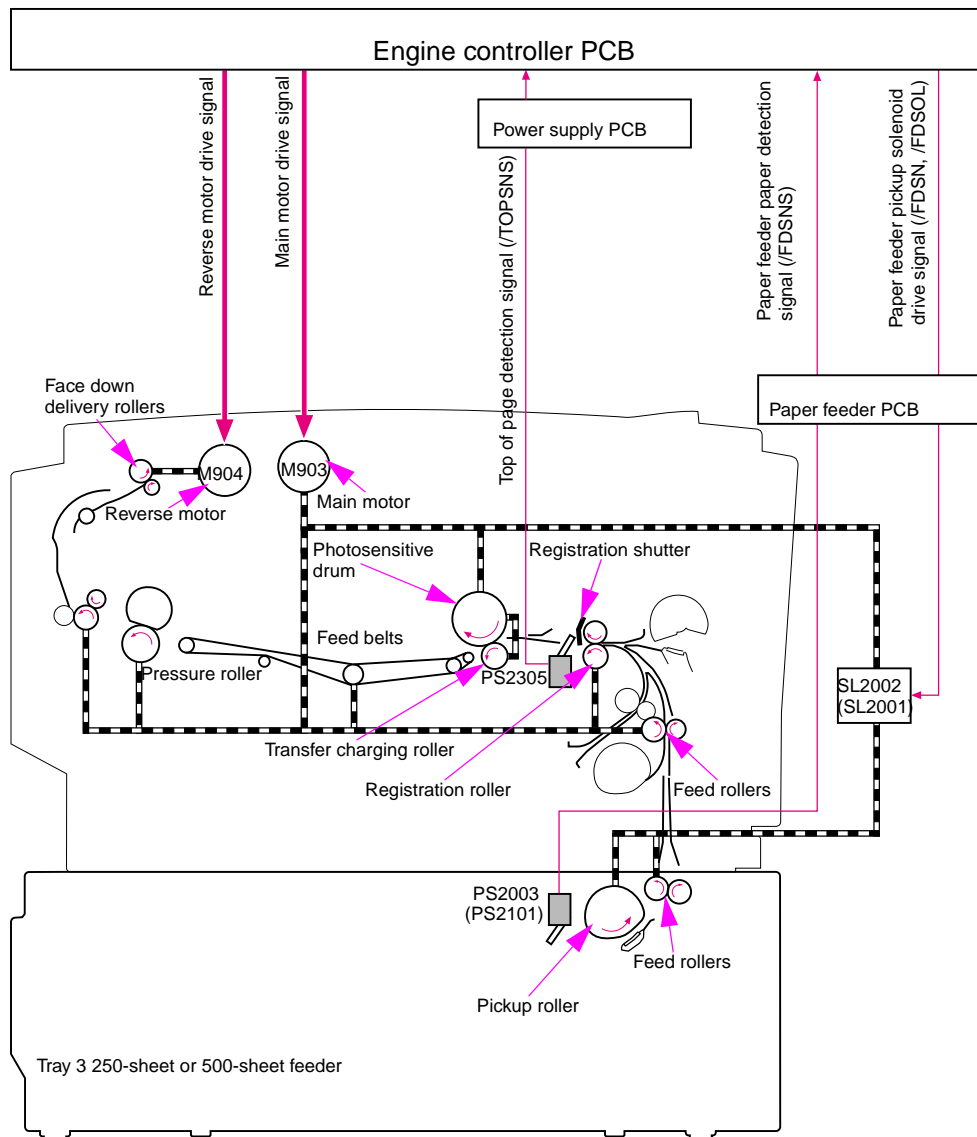 Engine controller PCB
Reverse motor drive signal
Main motor drive signal
Top of page detection signal (/TOPSNS)
Power supply PCB
Paper feeder paper detection
signal (/FDSNS)
Paper feeder pickup solenoid
drive signal (/FDSN, /FDSOL)
Paper feeder PCB
Face down
delivery rollers
M904
M903
Reverse motor
Main motor
Photosensitive
drum
Registration shutter
Feed belts
Pressure roller
PS2305
SL2002
(SL2001)
Transfer charging roller
Registration roller
Feed rollers
PS2003
(PS2101)
Feed rollers
Pickup roller
Tray 3 250-sheet or 500-sheet feeder